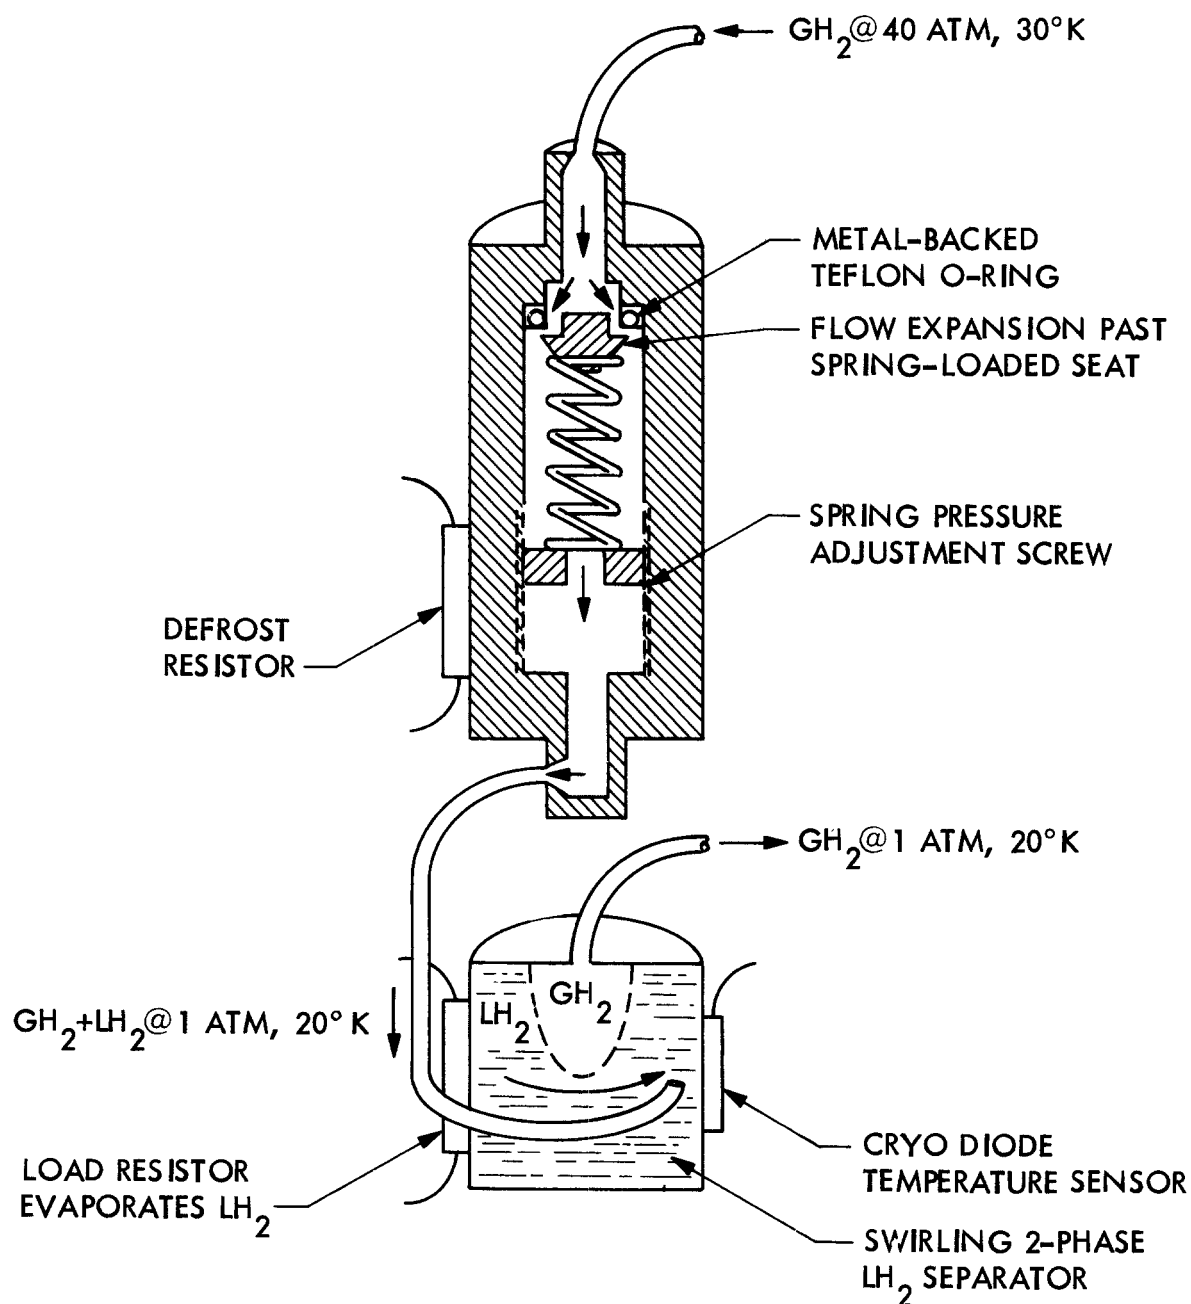 GH₂@40 ATM, 30°K
METAL-BACKED
TEFLON O-RING
FLOW EXPANSION PAST
SPRING-LOADED SEAT
SPRING PRESSURE
ADJUSTMENT SCREW
DEFROST
RESISTOR
GH₂@1 ATM, 20°K
GH₂
LH₂
GH₂+LH₂@1 ATM, 20°K
LOAD RESISTOR
EVAPORATES LH₂
CRYO DIODE
TEMPERATURE SENSOR
SWIRLING 2-PHASE
LH₂ SEPARATOR